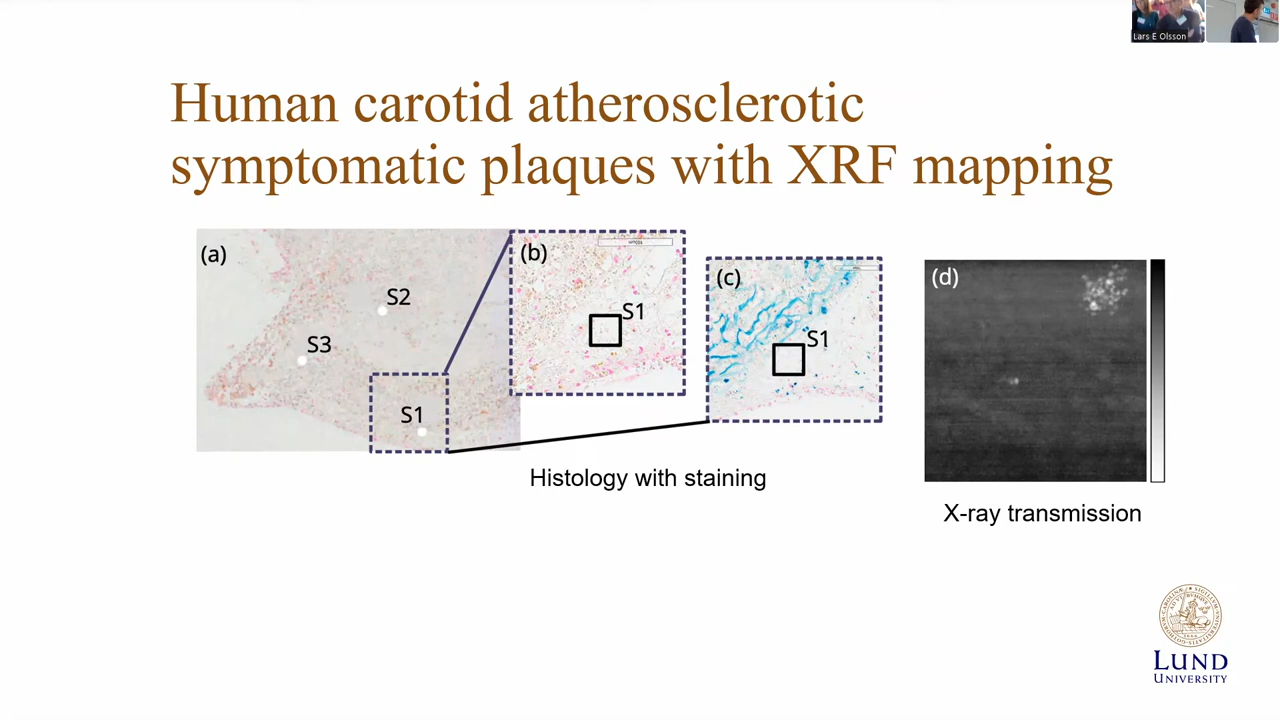 Lars E Olsson
Human carotid atherosclerotic
symptomatic plaques with XRF mapping
(a)
S2
S3
S1
(b)
S1
(c)
S1
(d)
Histology with staining
X-ray transmission
LUND
UNIVERSITY